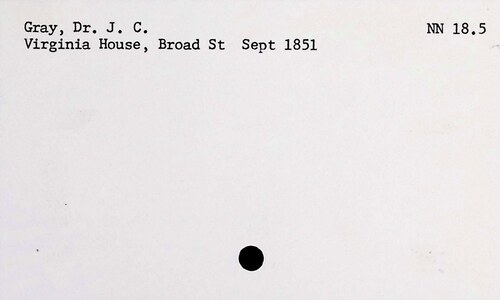 Gray, Dr. J. C. NN 18.5
Virginia House, Broad St Sept 1851